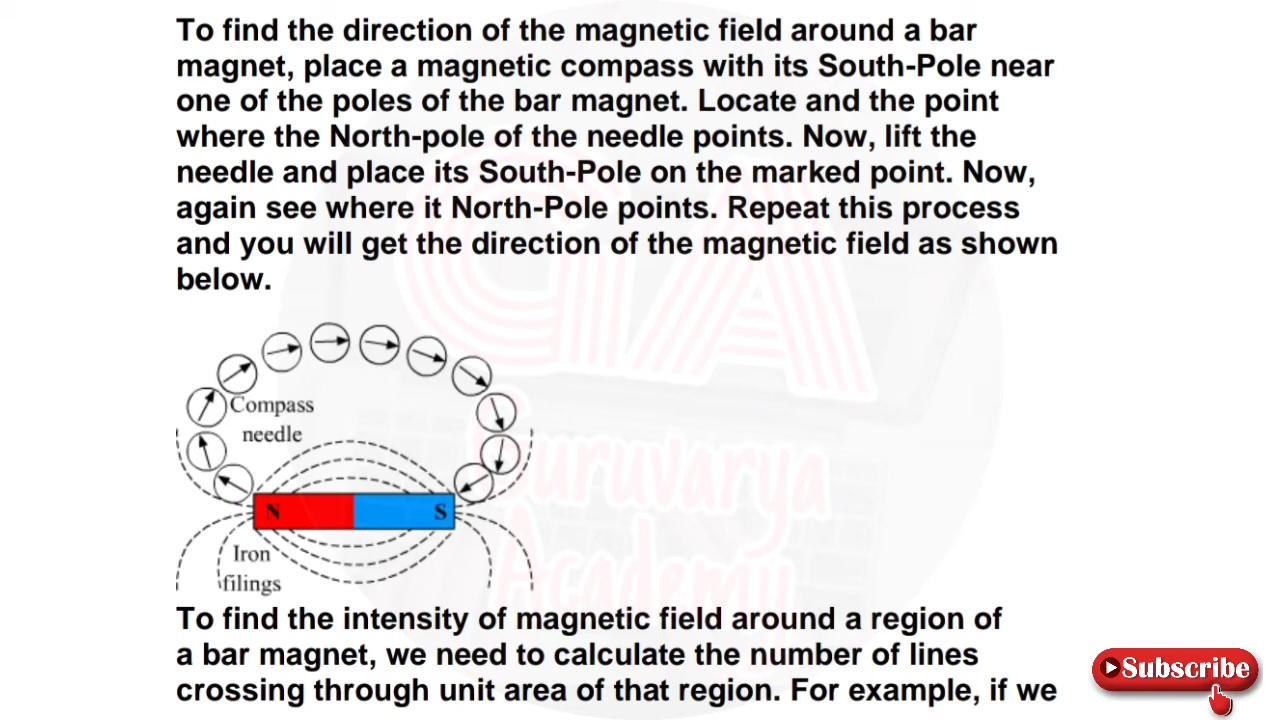 To find the direction of the magnetic field around a bar
magnet, place a magnetic compass with its South-Pole near
one of the poles of the bar magnet. Locate and the point
where the North-pole of the needle points. Now, lift the
needle and place its South-Pole on the marked point. Now,
again see where it North-Pole points. Repeat this process
and you will get the direction of the magnetic field as shown
below.
Compass
needle
N S
Iron
filings
GA
Guruvarya
Academy
To find the intensity of magnetic field around a region of
a bar magnet, we need to calculate the number of lines
crossing through unit area of that region. For example, if we
Subscribe